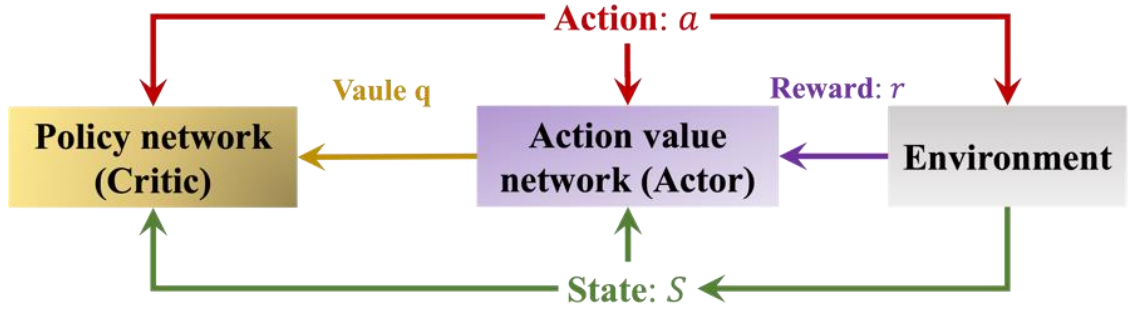 Action: a
Vaule q
Reward: r
Policy network
(Critic)
Action value
network (Actor)
Environment
State: S